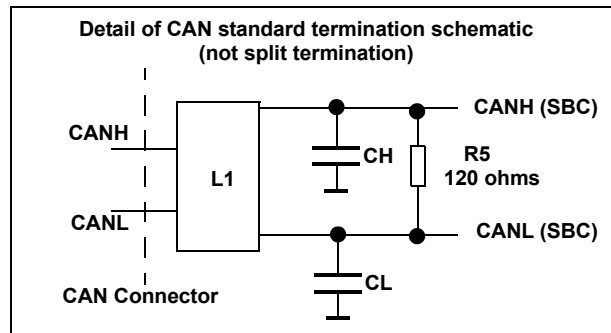 Detail of CAN standard termination schematic
(not split termination)
CANH (SBC)
CANH
CH
R5
120 ohms
L1
CANL
CANL (SBC)
CL
CAN Connector